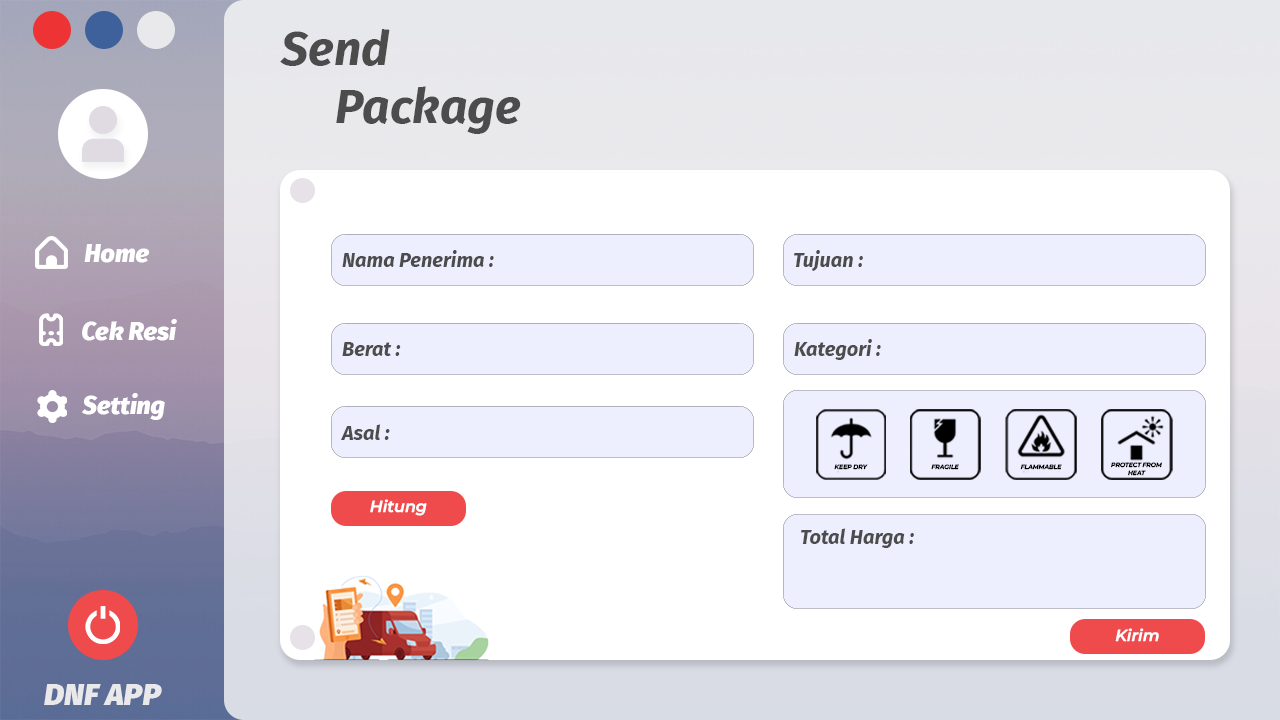 Send
Package
Home
Cek Resi
Setting
DNF APP
Nama Penerima :
Tujuan :
Berat :
Kategori :
Asal :
KEEP DRY
FRAGILE
FLAMMABLE
PROTECT FROM
HEAT
Hitung
Total Harga :
Kirim